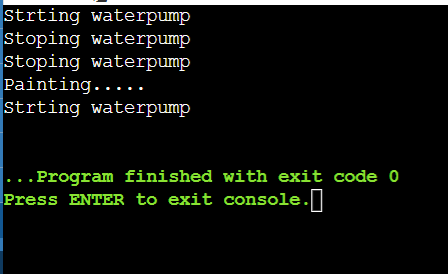 Strting waterpump
Stoping waterpump
Stoping waterpump
Painting.....
Strting waterpump
...Program finished with exit code 0
Press ENTER to exit console.